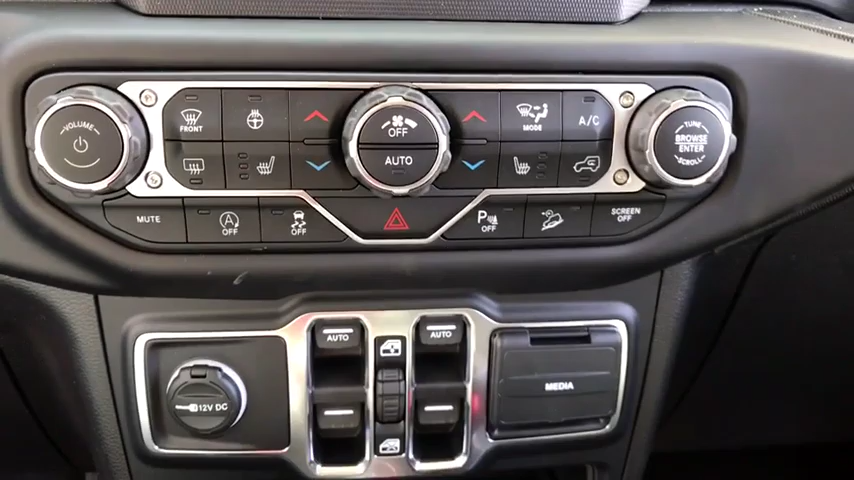 VOLUME
FRONT
OFF
AUTO
MODE
A/C
TUNE
BROWSE
ENTER
SCROLL
MUTE
A
OFF
OFF
P
OFF
SCREEN
OFF
AUTO
AUTO
12V DC
MEDIA